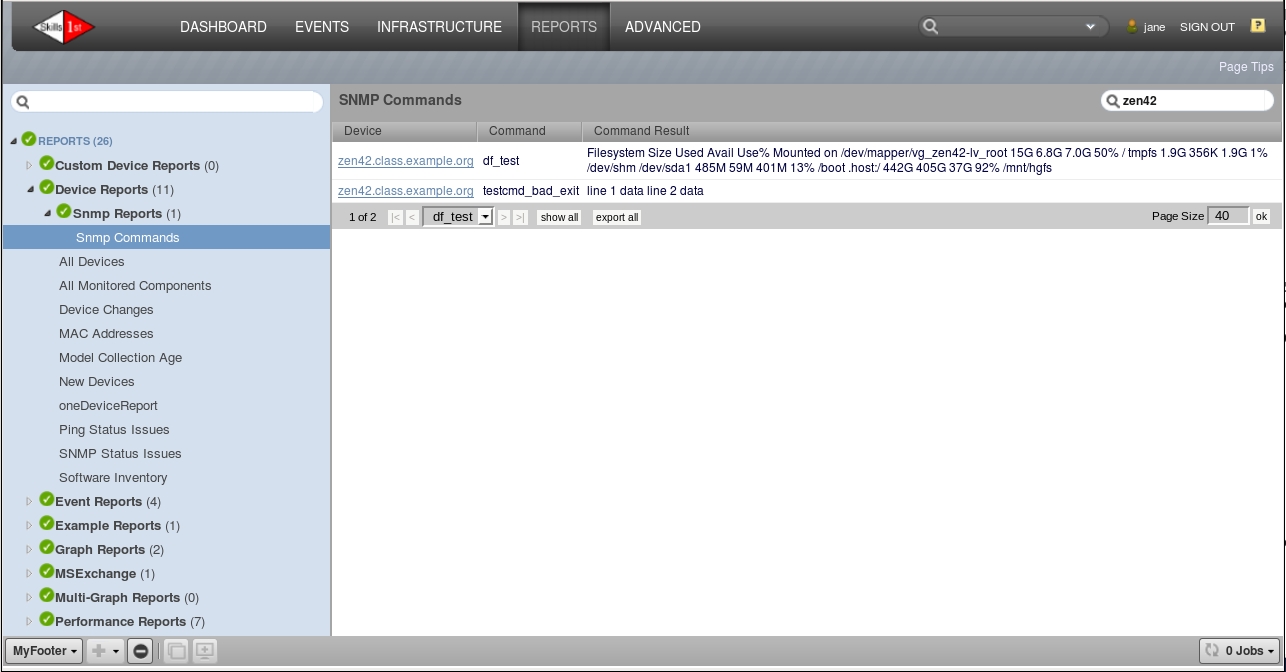 Skills 1st
DASHBOARD EVENTS INFRASTRUCTURE REPORTS ADVANCED jane SIGN OUT ?
Page Tips
SNMP Commands zen42
REPORTS (26)
Custom Device Reports (0)
Device Reports (11)
Snmp Reports (1)
Snmp Commands
All Devices
All Monitored Components
Device Changes
MAC Addresses
Model Collection Age
New Devices
oneDeviceReport
Ping Status Issues
SNMP Status Issues
Software Inventory
Event Reports (4)
Example Reports (1)
Graph Reports (2)
MSExchange (1)
Multi-Graph Reports (0)
Performance Reports (7)
Device Command Command Result
zen42.class.example.org df_test Filesystem Size Used Avail Use% Mounted on /dev/mapper/vg_zen42-lv_root 15G 6.8G 7.0G 50% / tmpfs 1.9G 356K 1.9G 1%
/dev/shm /dev/sda1 485M 59M 401M 13% /boot .host:/ 442G 405G 37G 92% /mnt/hgfs
zen42.class.example.org testcmd_bad_exit line 1 data line 2 data
1 of 2 |< < df_test > >| show all export all Page Size 40 ok
MyFooter 0 Jobs